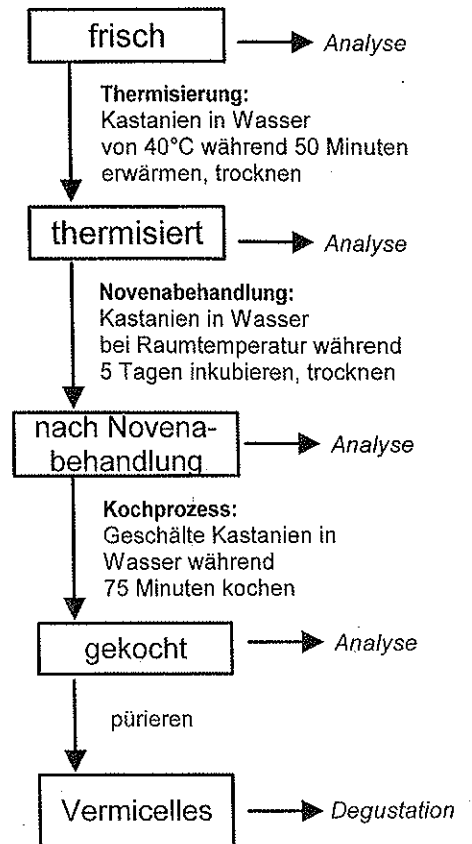 frisch
Analyse
Thermisierung:
Kastanien in Wasser
von 40°C während 50 Minuten
erwärmen, trocknen
thermisiert
Analyse
Novenabehandlung:
Kastanien in Wasser
bei Raumtemperatur während
5 Tagen inkubieren, trocknen
nach Novena-
behandlung
Analyse
Kochprozess:
Geschälte Kastanien in
Wasser während
75 Minuten kochen
gekocht
Analyse
pürieren
Vermicelles
Degustation